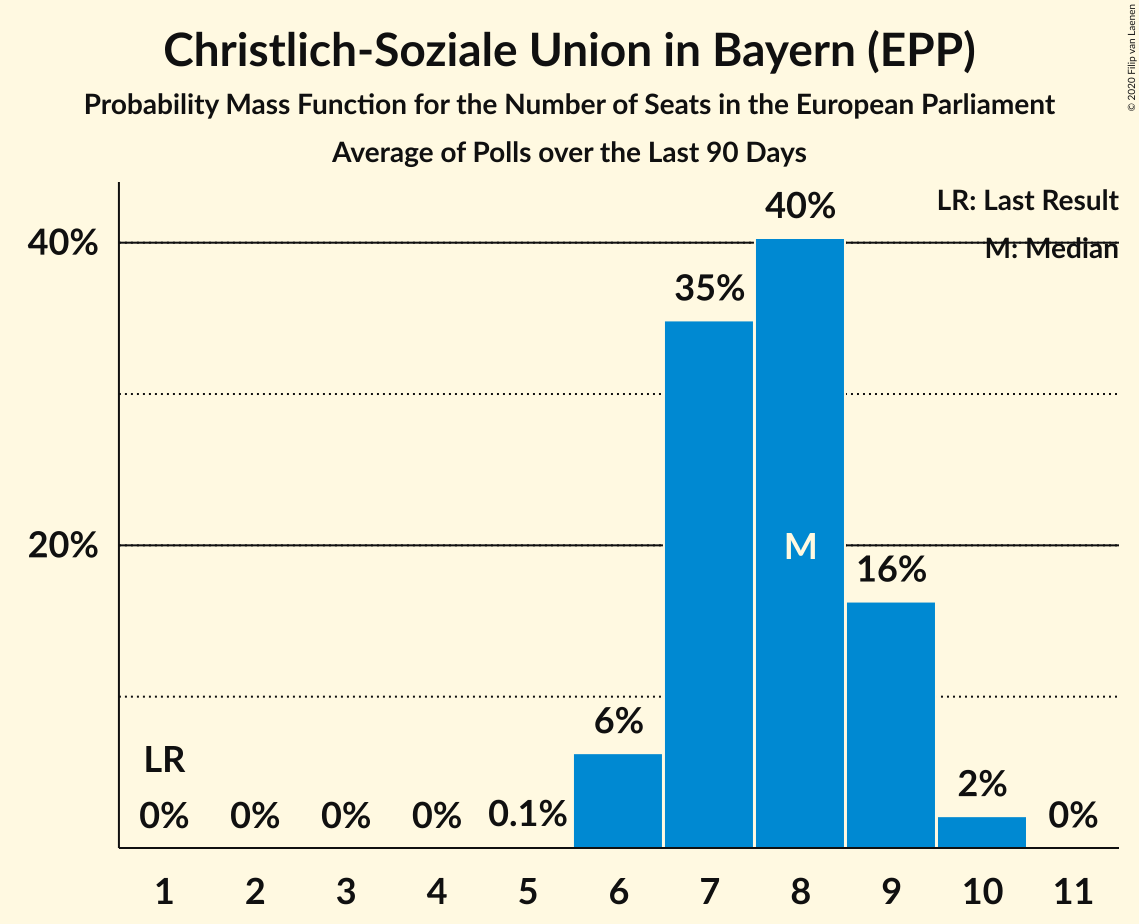 Christlich-Soziale Union in Bayern (EPP)
Probability Mass Function for the Number of Seats in the European Parliament
Average of Polls over the Last 90 Days
© 2020 Filip van Laenen
LR: Last Result
M: Median
40%
20%
LR
0%
0%
0%
0%
0.1%
6%
35%
40%
M
16%
2%
0%
1 2 3 4 5 6 7 8 9 10 11